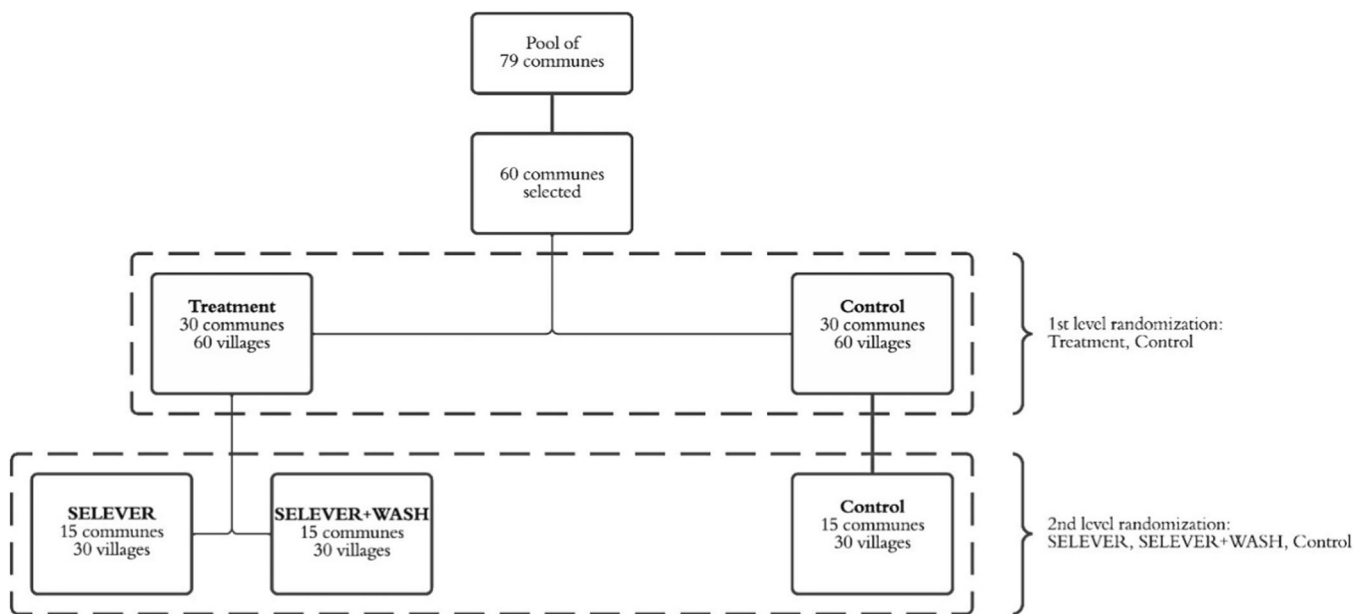 Pool of
79 communes
60 communes
selected
Treatment
30 communes
60 villages
Control
30 communes
60 villages
1st level randomization:
Treatment, Control
SELEVER
15 communes
30 villages
SELEVER+WASH
15 communes
30 villages
Control
15 communes
30 villages
2nd level randomization:
SELEVER, SELEVER+WASH, Control